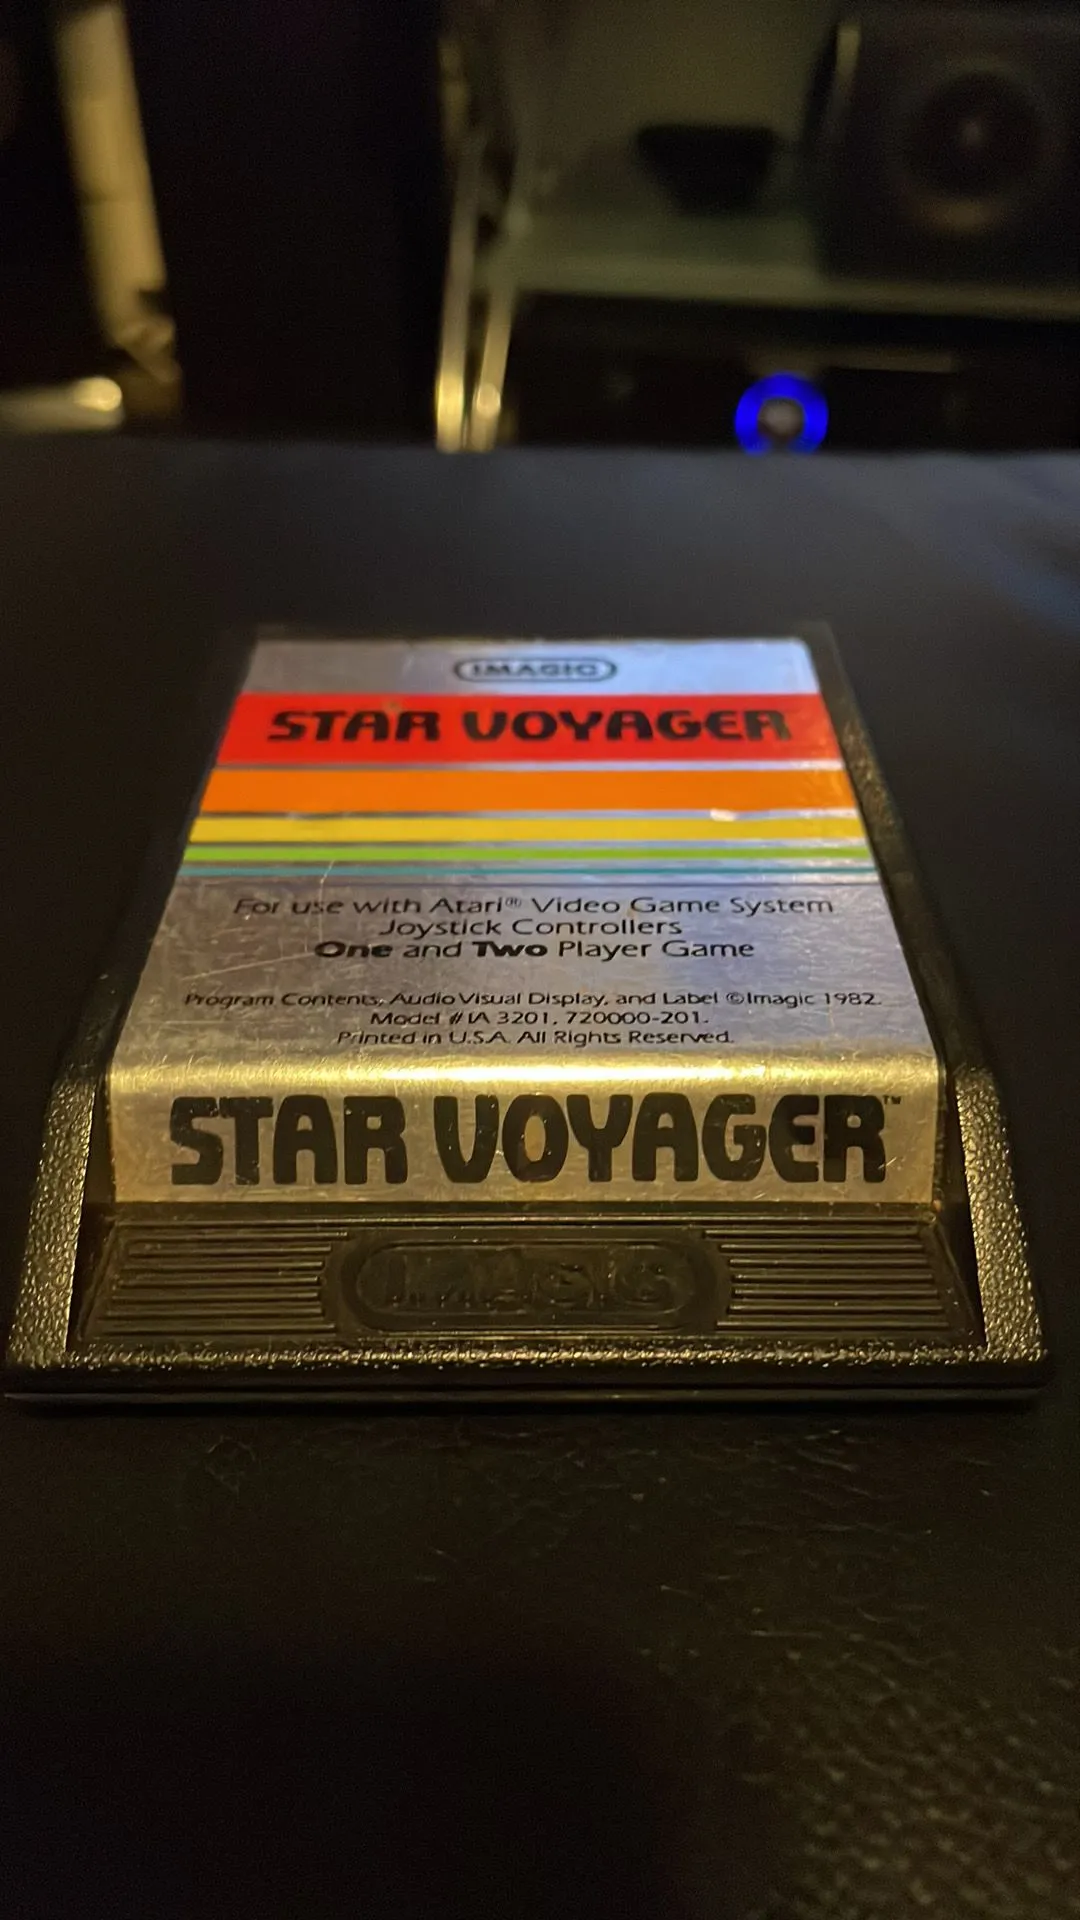 IMAGIC
STAR VOYAGER
For use with Atari® Video Game System
Joystick Controllers
One and Two Player Game
Program Contents, Audio Visual Display, and Label ©Imagic 1982.
Model # IA 3201, 720000-201.
Printed in U.S.A. All Rights Reserved.
STAR VOYAGER™
IMAGIC